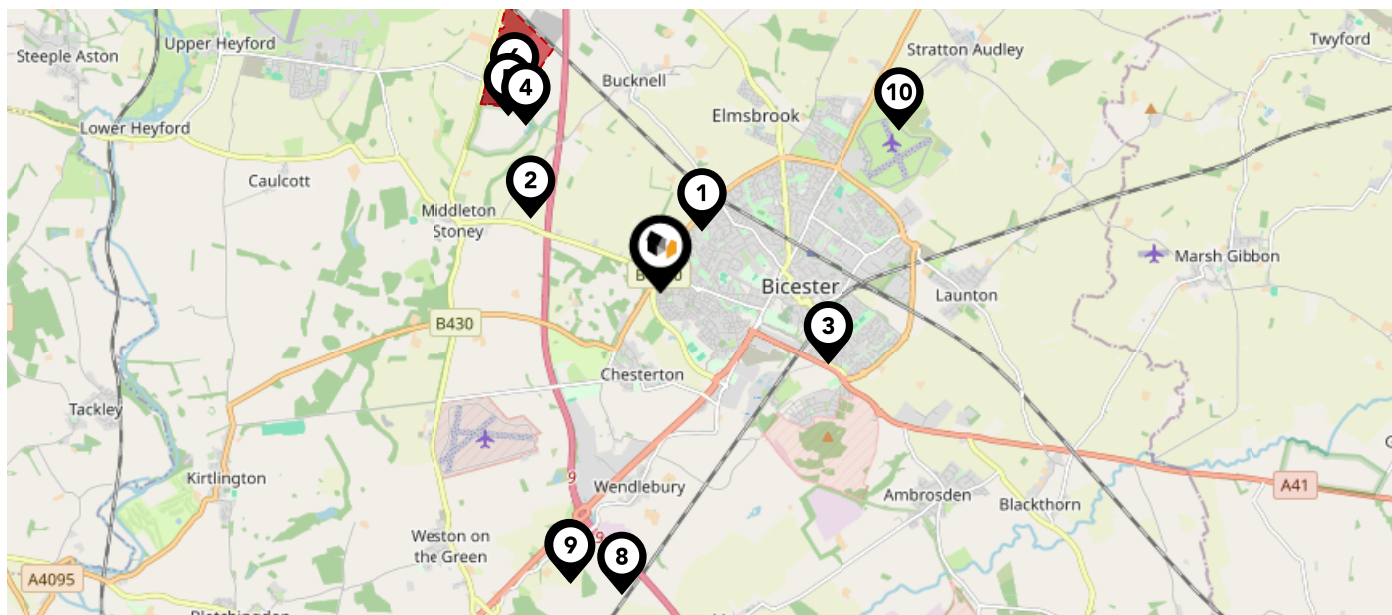 Twyford
Upper Heyford
Stratton Audley
Steeple Aston
Bucknell
4
10
Elmsbrook
Lower Heyford
Caulcott
2
1
Middleton
Stoney
Marsh Gibbon
Bicester
Launton
B430
3
Chesterton
Tackley
9
Kirtlington
Wendlebury
A41
Ambrosden
Blackthorn
Weston on
the Green
9
9
8
A4095